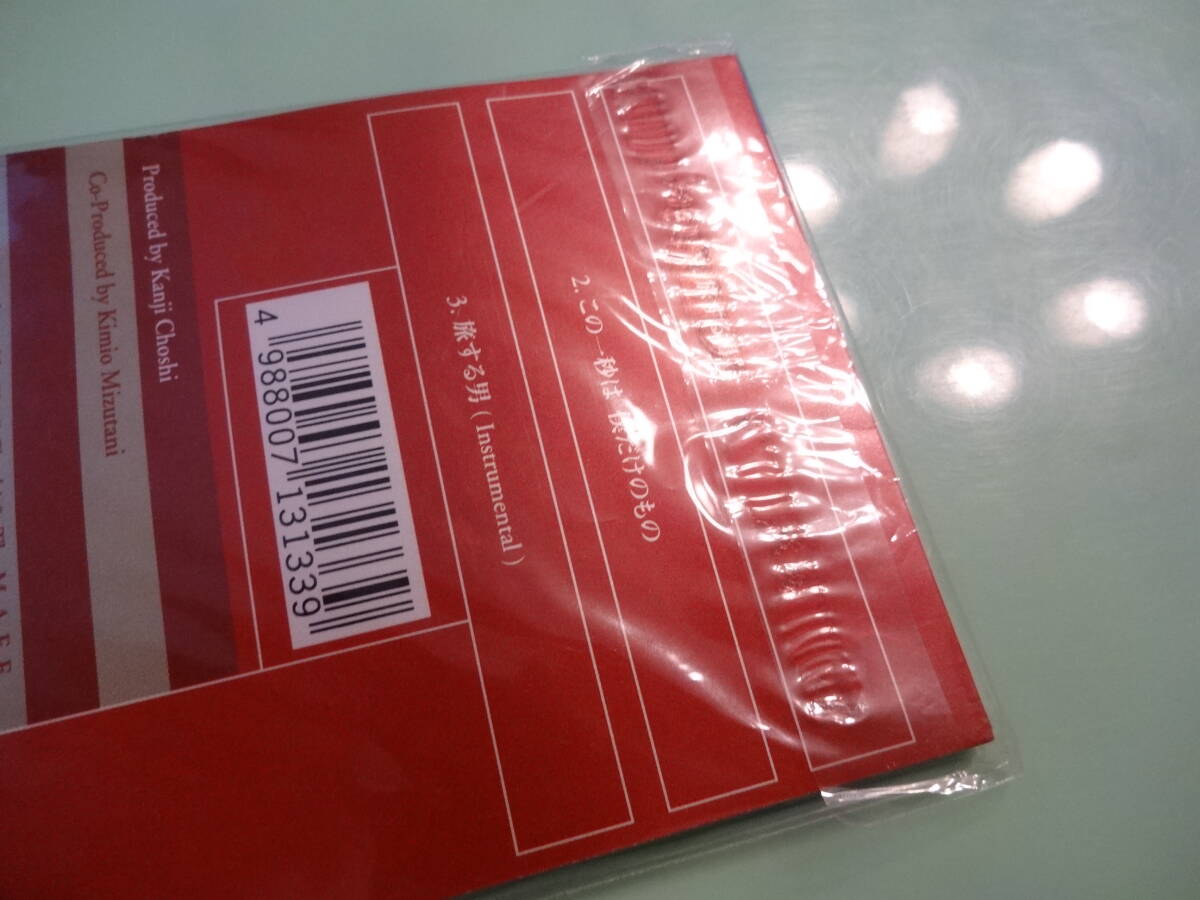 2. この一秒は 僕だけのもの
3. 旅する男 (Instrumental)
4 988007 131339
Produced by Kanji Choshi
Co-Produced by Kimio Mizutani